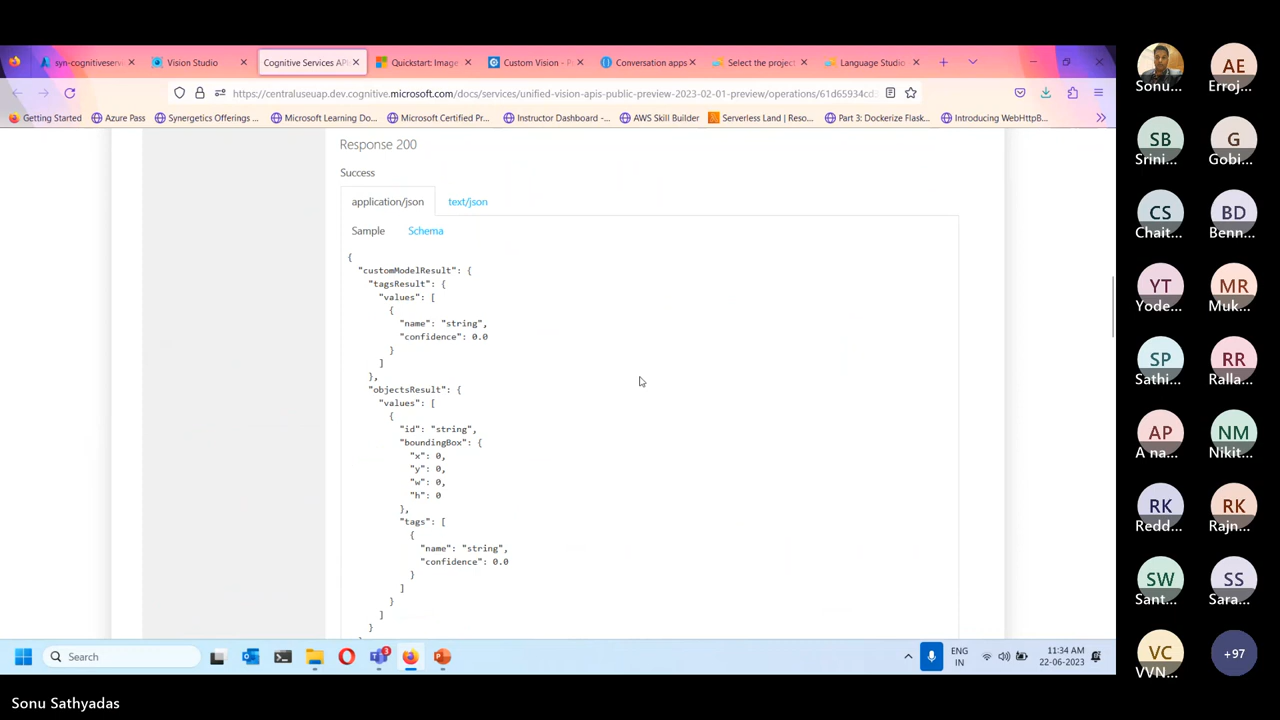 syn-cognitiveserv
Vision Studio
Cognitive Services APIs
Quickstart: Image
Custom Vision - P
Conversation apps
Select the project
Language Studio
https://centraluseuap.dev.cognitive.microsoft.com/docs/services/unified-vision-apis-public-preview-2023-02-01-preview/operations/61d65934cd
Getting Started
Azure Pass
Synergetics Offerings ...
Microsoft Learning Do...
Microsoft Certified Pr...
Instructor Dashboard -...
AWS Skill Builder
Serverless Land | Reso...
Part 3: Dockerize Flask...
Introducing WebHttpB...
Response 200
Success
application/json
text/json
Sample
Schema
{
"customModelResult": {
"tagsResult": {
"values": [
{
"name": "string",
"confidence": 0.0
}
]
},
"objectsResult": {
"values": [
{
"id": "string",
"boundingBox": {
"x": 0,
"y": 0,
"w": 0,
"h": 0
},
"tags": [
{
"name": "string",
"confidence": 0.0
}
]
}
]
}
Search
3
ENG
IN
11:34 AM
22-06-2023
Sonu Sathyadas
Sonu...
AE
Erroj...
SB
Srini...
G
Gobi...
CS
Chait...
BD
Benn...
YT
Yode...
MR
Muk...
SP
Sathi...
RR
Ralla...
AP
A na...
NM
Nikit...
RK
Redd...
RK
Rajn...
SW
Sant...
SS
Sara...
VC
VVN...
+97